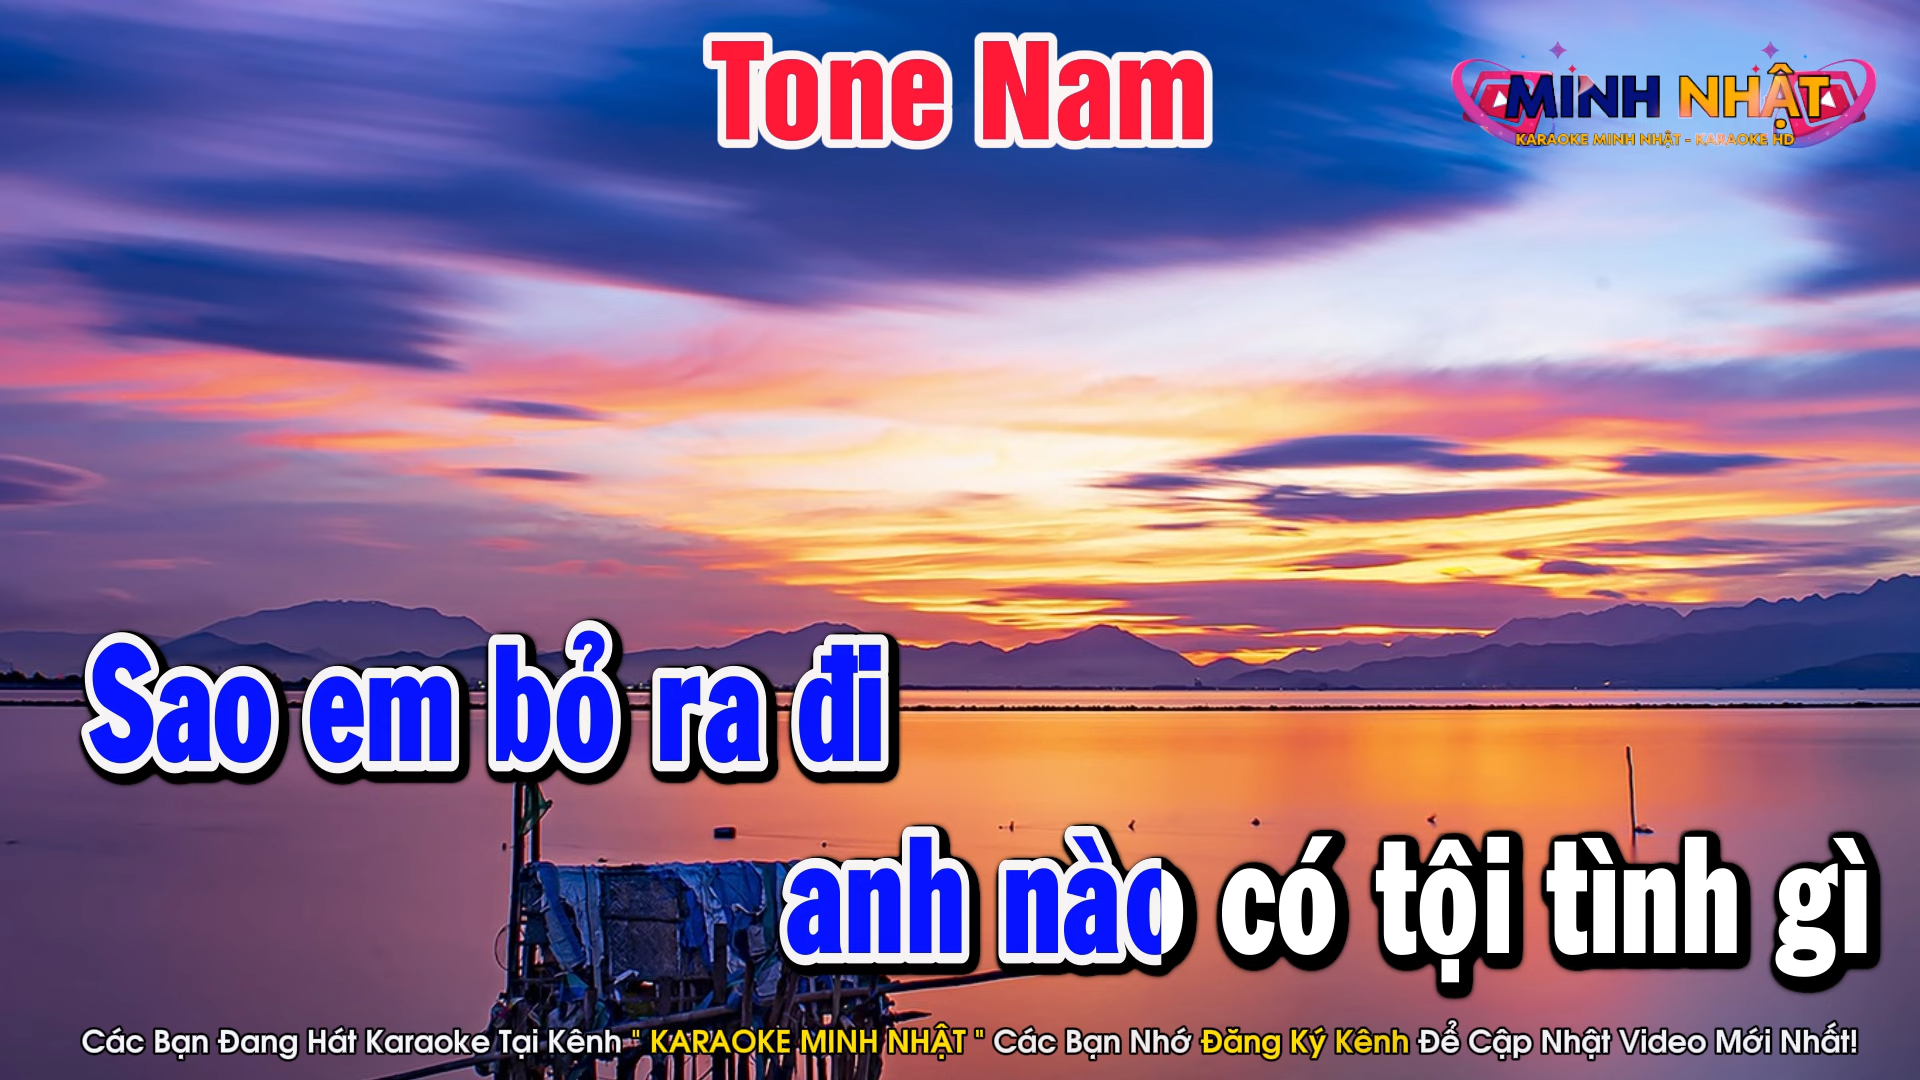 Tone Nam
MINH NHẬT
KARAOKE MINH NHẬT - KARAOKE HD
Sao em bỏ ra đi
anh nào có tội tình gì
Các Bạn Đang Hát Karaoke Tại Kênh " KARAOKE MINH NHẬT " Các Bạn Nhớ Đăng Ký Kênh Để Cập Nhật Video Mới Nhất!